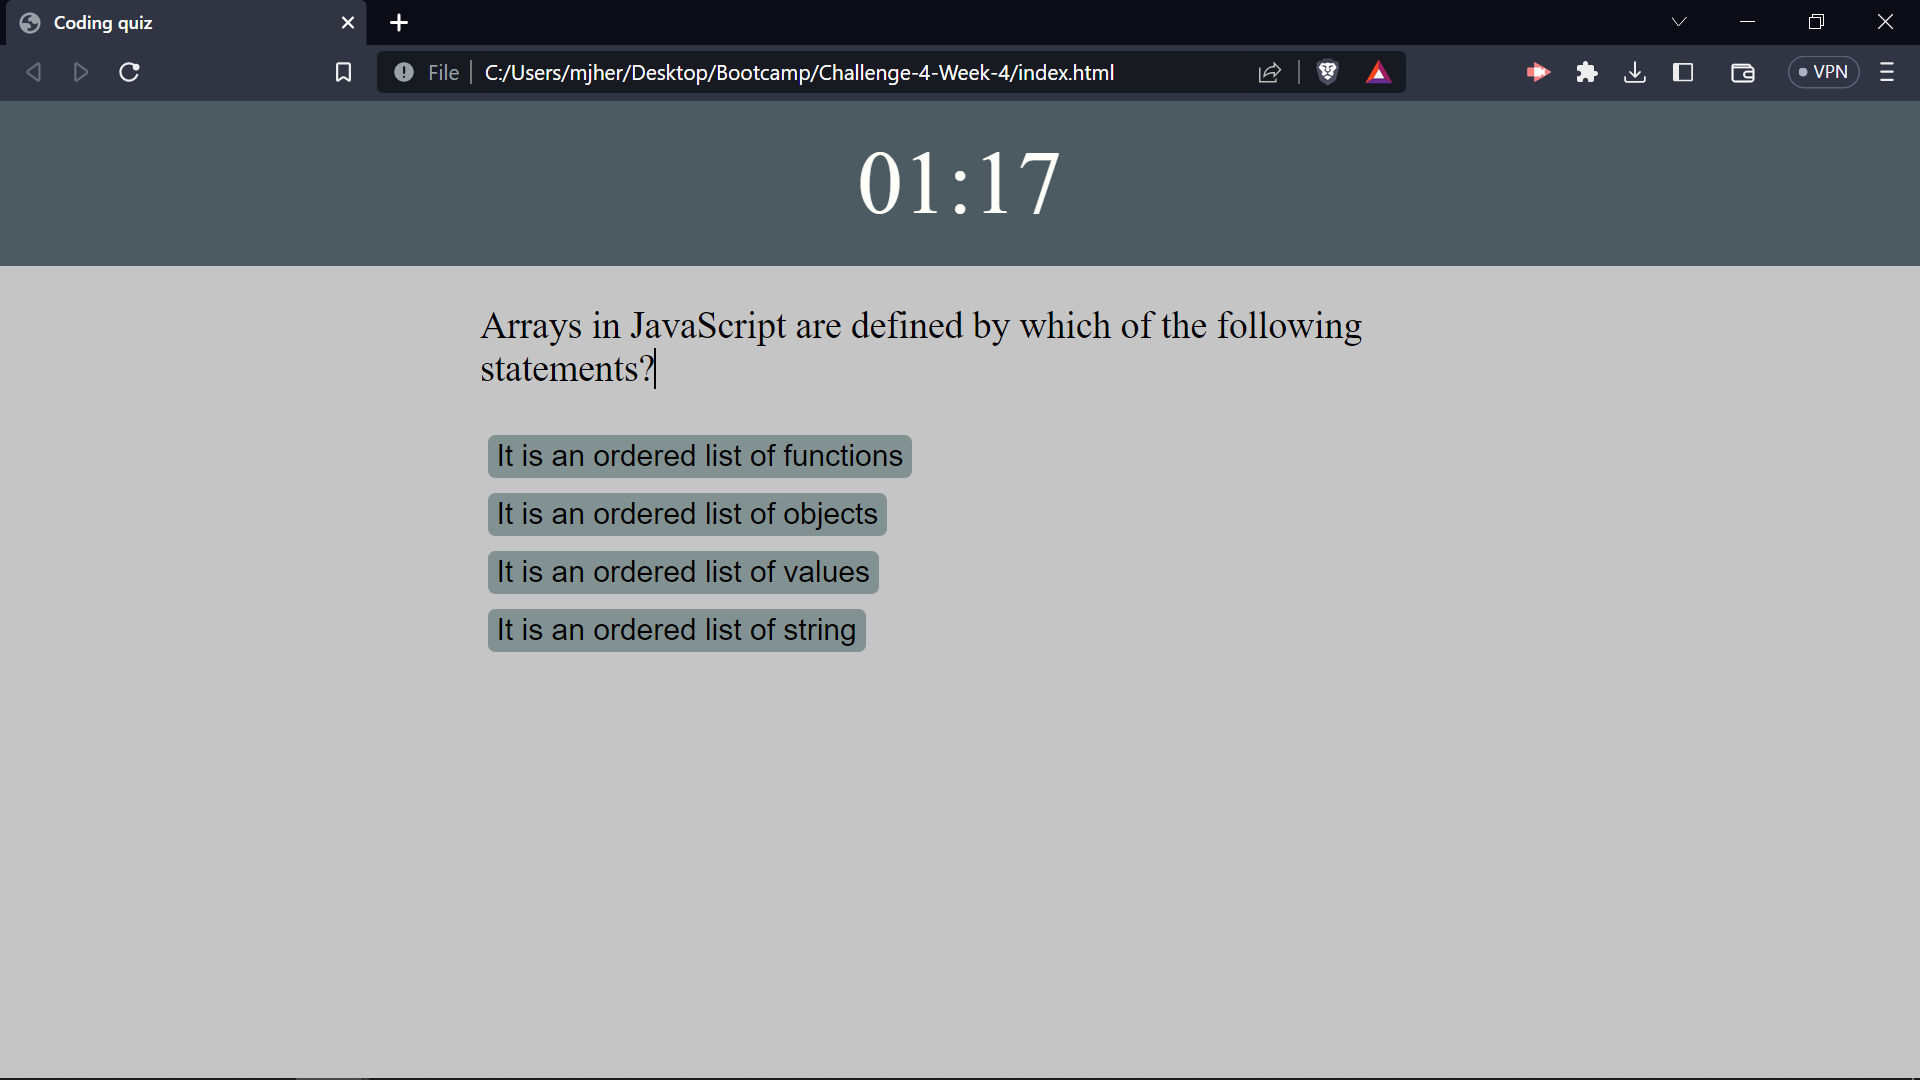 Coding quiz
File C:/Users/mjher/Desktop/Bootcamp/Challenge-4-Week-4/index.html
VPN
01:17
Arrays in JavaScript are defined by which of the following
statements?
It is an ordered list of functions
It is an ordered list of objects
It is an ordered list of values
It is an ordered list of string